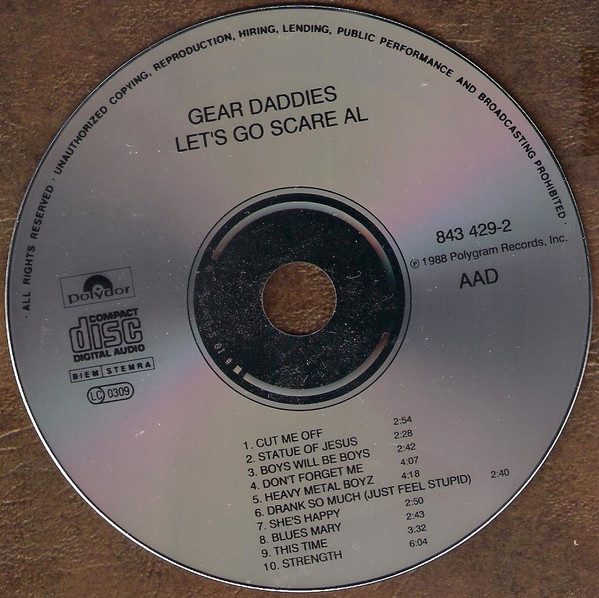 · ALL RIGHTS RESERVED · UNAUTHORIZED COPYING, REPRODUCTION, HIRING, LENDING, PUBLIC PERFORMANCE AND BROADCASTING PROHIBITED ·
GEAR DADDIES
LET'S GO SCARE AL
843 429-2
℗ 1988 Polygram Records, Inc.
AAD
polydor
COMPACT
disc
DIGITAL AUDIO
BIEM STEMRA
LC 0309
1. CUT ME OFF 2:54
2. STATUE OF JESUS 2:28
3. BOYS WILL BE BOYS 2:42
4. DON'T FORGET ME 4:07
5. HEAVY METAL BOYZ 4:18
6. DRANK SO MUCH (JUST FEEL STUPID) 2:40
7. SHE'S HAPPY 2:50
8. BLUES MARY 2:43
9. THIS TIME 3:32
10. STRENGTH 6:04